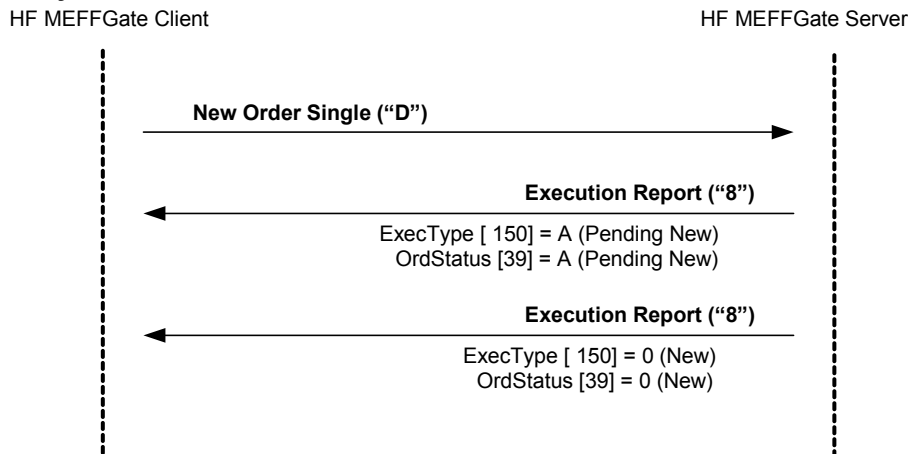 HF MEFFGate Client HF MEFFGate Server
New Order Single (“D”)
Execution Report (“8”)
ExecType [ 150] = A (Pending New)
OrdStatus [39] = A (Pending New)
Execution Report (“8”)
ExecType [ 150] = 0 (New)
OrdStatus [39] = 0 (New)